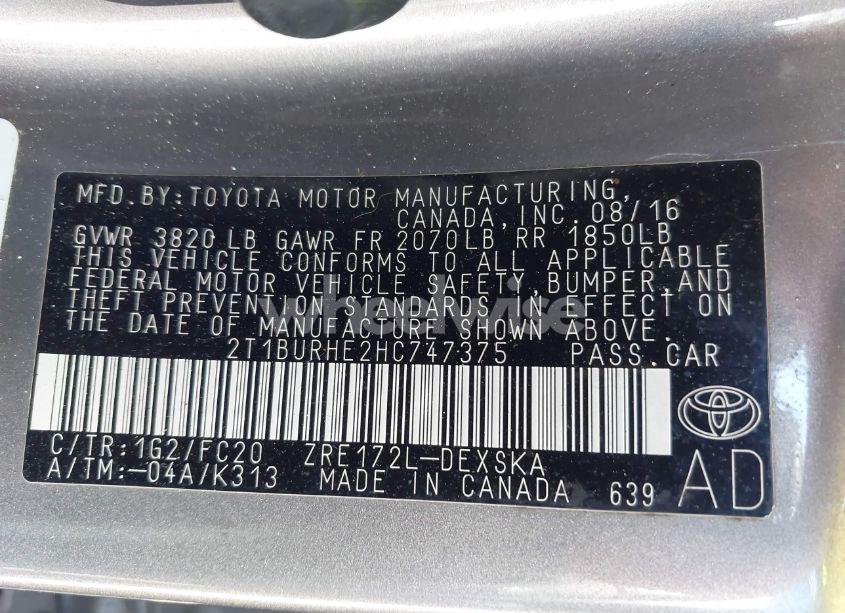 MFD. BY: TOYOTA MOTOR MANUFACTURING,
CANADA, INC. 08/16
GVWR 3820 LB GAWR FR 2070LB RR 1850LB
THIS VEHICLE CONFORMS TO ALL APPLICABLE
FEDERAL MOTOR VEHICLE SAFETY, BUMPER, AND
THEFT PREVENTION STANDARDS IN EFFECT ON
THE DATE OF MANUFACTURE SHOWN ABOVE.
wheelwise
2T1BURHE2HC747375 PASS. CAR
C/TR: 1G2/FC20 ZRE172L-DEXSKA
A/TM: -04A/K313 MADE IN CANADA 639 AD